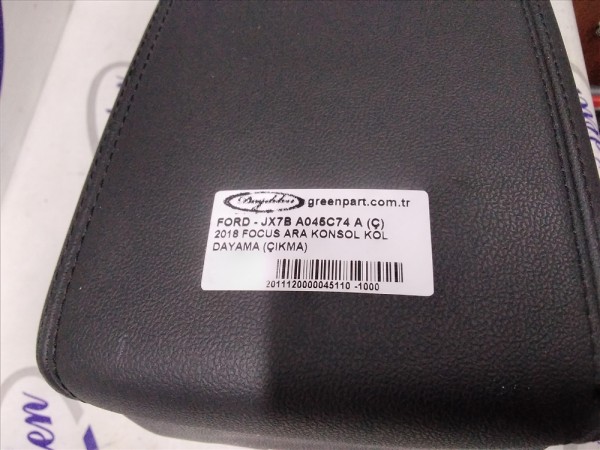 greenpart.com.tr
FORD - JX7B A045C74 A (Ç)
2018 FOCUS ARA KONSOL KOL
DAYAMA (ÇIKMA)
2011120000045110 -1000